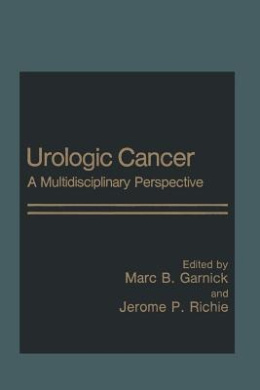 Urologic Cancer
A Multidisciplinary Perspective
Edited by
Marc B. Garnick
and
Jerome P. Richie